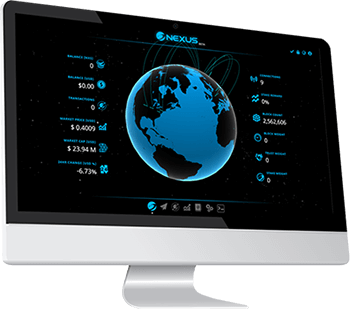 NEXUS
BALANCE (NXS)
0
BALANCE (USD)
$0.00
TRANSACTIONS
0
MARKET PRICE (USD)
$ 0.4009
MARKET CAP (USD)
$ 23.94 M
24HR CHANGE (USD %)
-6.73%
CONNECTIONS
9
STAKE WEIGHT
0%
BLOCK COUNT
2,562,606
BLOCK WEIGHT
0
TRUST WEIGHT
0
STAKE WEIGHT
0